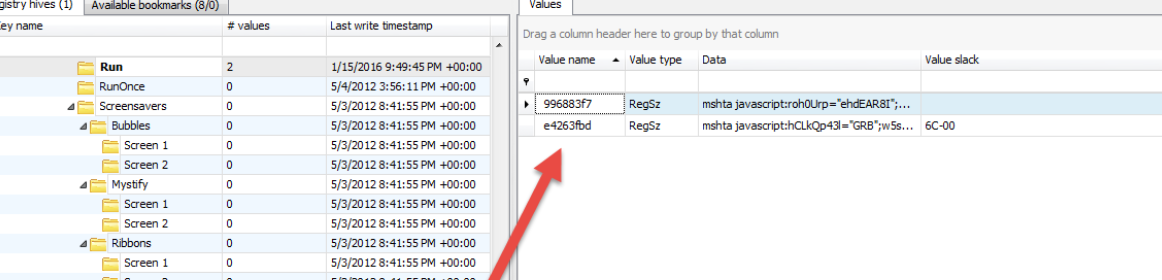 egistry hives (1) Available bookmarks (8/0)
Key name # values Last write timestamp
Run 2 1/15/2016 9:49:45 PM +00:00
RunOnce 0 5/4/2012 3:56:11 PM +00:00
Screensavers 0 5/3/2012 8:41:55 PM +00:00
Bubbles 0 5/3/2012 8:41:55 PM +00:00
Screen 1 0 5/3/2012 8:41:55 PM +00:00
Screen 2 0 5/3/2012 8:41:55 PM +00:00
Mystify 0 5/3/2012 8:41:55 PM +00:00
Screen 1 0 5/3/2012 8:41:55 PM +00:00
Screen 2 0 5/3/2012 8:41:55 PM +00:00
Ribbons 0 5/3/2012 8:41:55 PM +00:00
Screen 1 0 5/3/2012 8:41:55 PM +00:00
Values
Drag a column header here to group by that column
Value name Value type Data Value slack
996883f7 RegSz mshta javascript:roh0Urp="ehdEAR8I";...
e4263fbd RegSz mshta javascript:hCLkQp43l="GRB";w5s... 6C-00